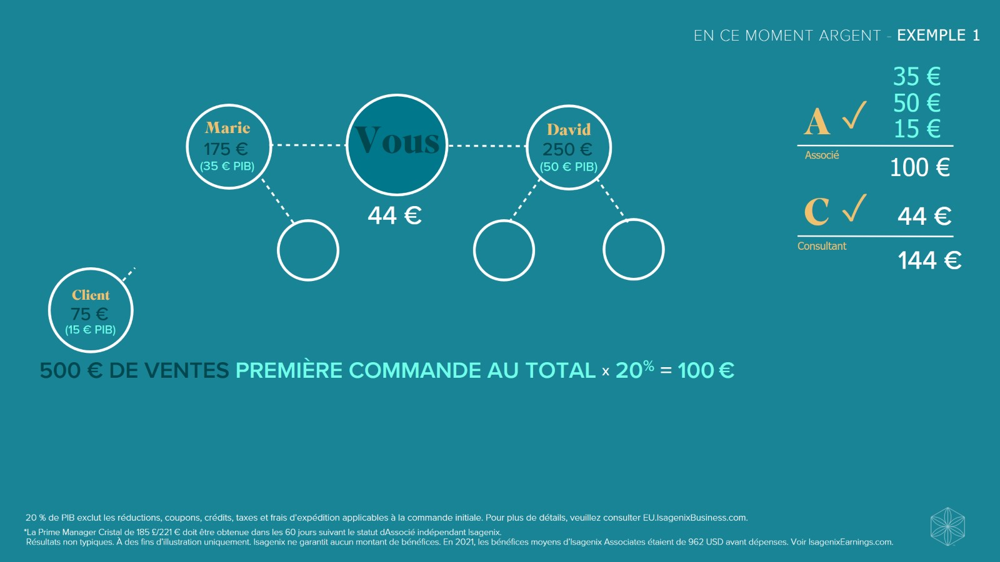 EN CE MOMENT ARGENT - EXEMPLE 1
Marie
175 €
(35 € PIB)
Vous
44 €
David
250 €
(50 € PIB)
A ✓
35 €
50 €
15 €
Associé
100 €
C ✓
44 €
Consultant
144 €
Client
75 €
(15 € PIB)
500 € DE VENTES PREMIÈRE COMMANDE AU TOTAL x 20% = 100 €
20 % de PIB exclut les réductions, coupons, crédits, taxes et frais d'expédition applicables à la commande initiale. Pour plus de détails, veuillez consulter EU.IsagenixBusiness.com.
*La Prime Manager Cristal de 185 £/221 € doit être obtenue dans les 60 jours suivant le statut dAssocié indépendant Isagenix.
Résultats non typiques. À des fins d'illustration uniquement. Isagenix ne garantit aucun montant de bénéfices. En 2021, les bénéfices moyens d'Isagenix Associates étaient de 962 USD avant dépenses. Voir IsagenixEarnings.com.